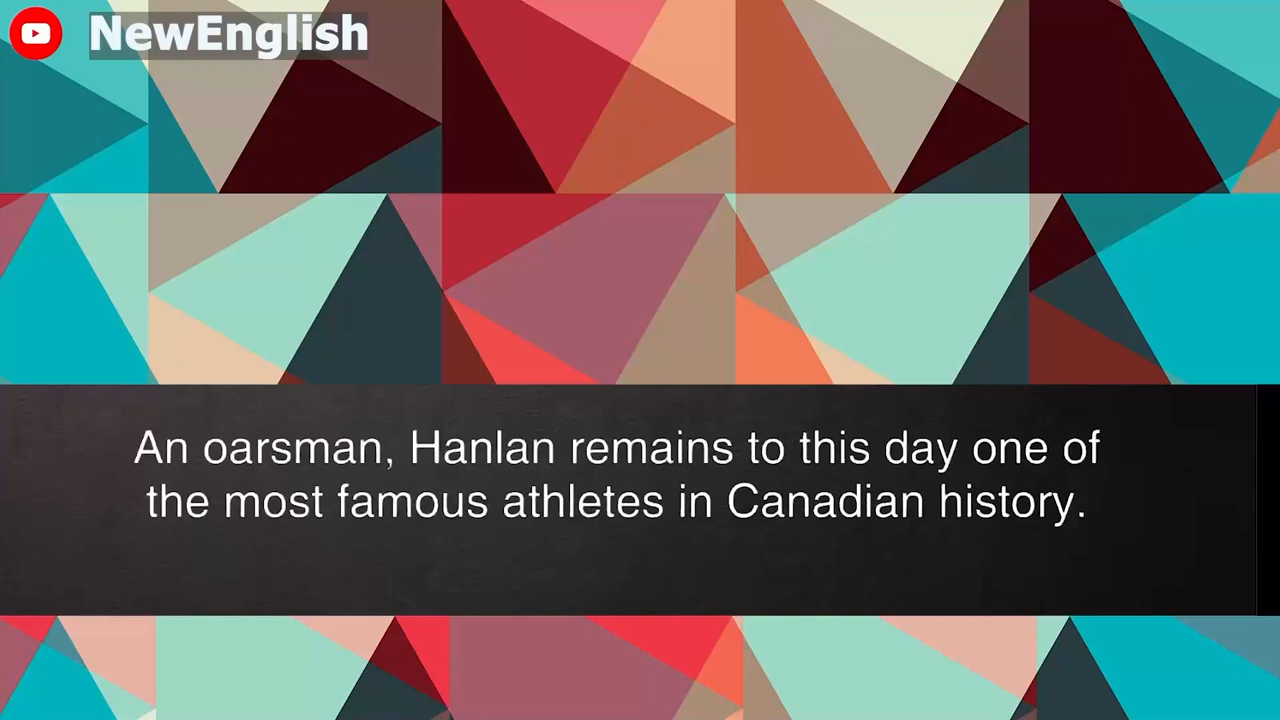 NewEnglish
An oarsman, Hanlan remains to this day one of
the most famous athletes in Canadian history.